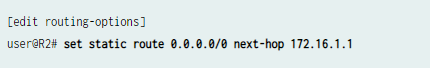 [edit routing-options]
user@R2# set static route 0.0.0.0/0 next-hop 172.16.1.1